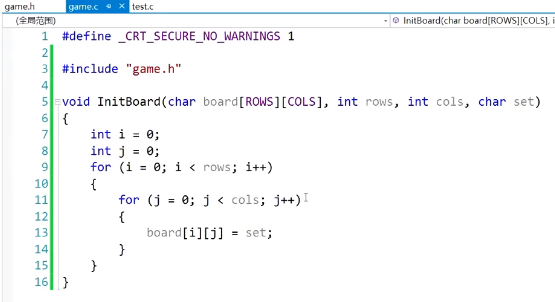 game.h game.c test.c
(全局范围) InitBoard(char board[ROWS][COLS], i
1 #define _CRT_SECURE_NO_WARNINGS 1
2
3 #include "game.h"
4
5 void InitBoard(char board[ROWS][COLS], int rows, int cols, char set)
6 {
7 int i = 0;
8 int j = 0;
9 for (i = 0; i < rows; i++)
10 {
11 for (j = 0; j < cols; j++)
12 {
13 board[i][j] = set;
14 }
15 }
16 }